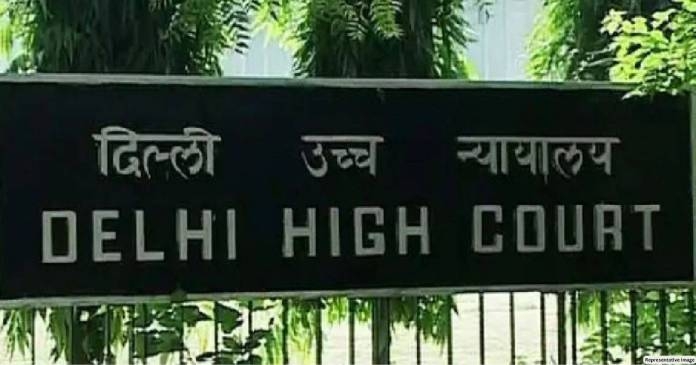 दिल्ली उच्च न्यायालय
DELHI HIGH COURT
Representative Image